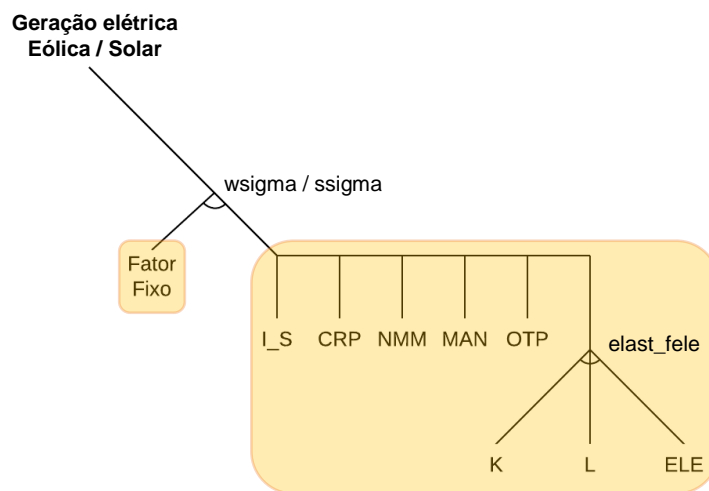 Geração elétrica
Eólica / Solar
wsigma / ssigma
Fator
Fixo
I_S CRP NMM MAN OTP
elast_fele
K L ELE